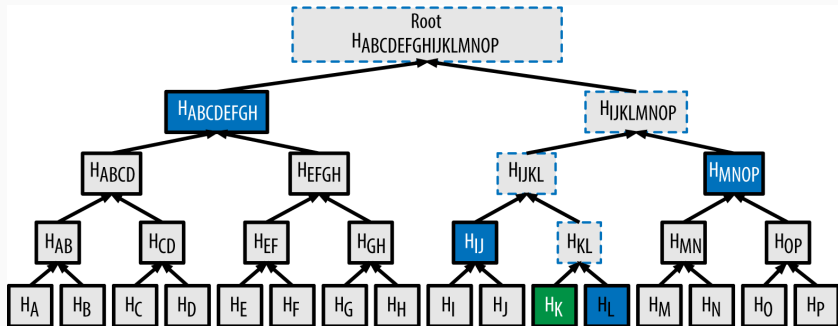 Root
HABCDEFGHIJKLMNOP
HABCDEFGH
HIJKLMNOP
HABCD
HEFGH
HIJKL
HMNOP
HAB
HCD
HEF
HGH
HIJ
HKL
HMN
HOP
HA
HB
HC
HD
HE
HF
HG
HH
HI
HJ
HK
HL
HM
HN
HO
HP